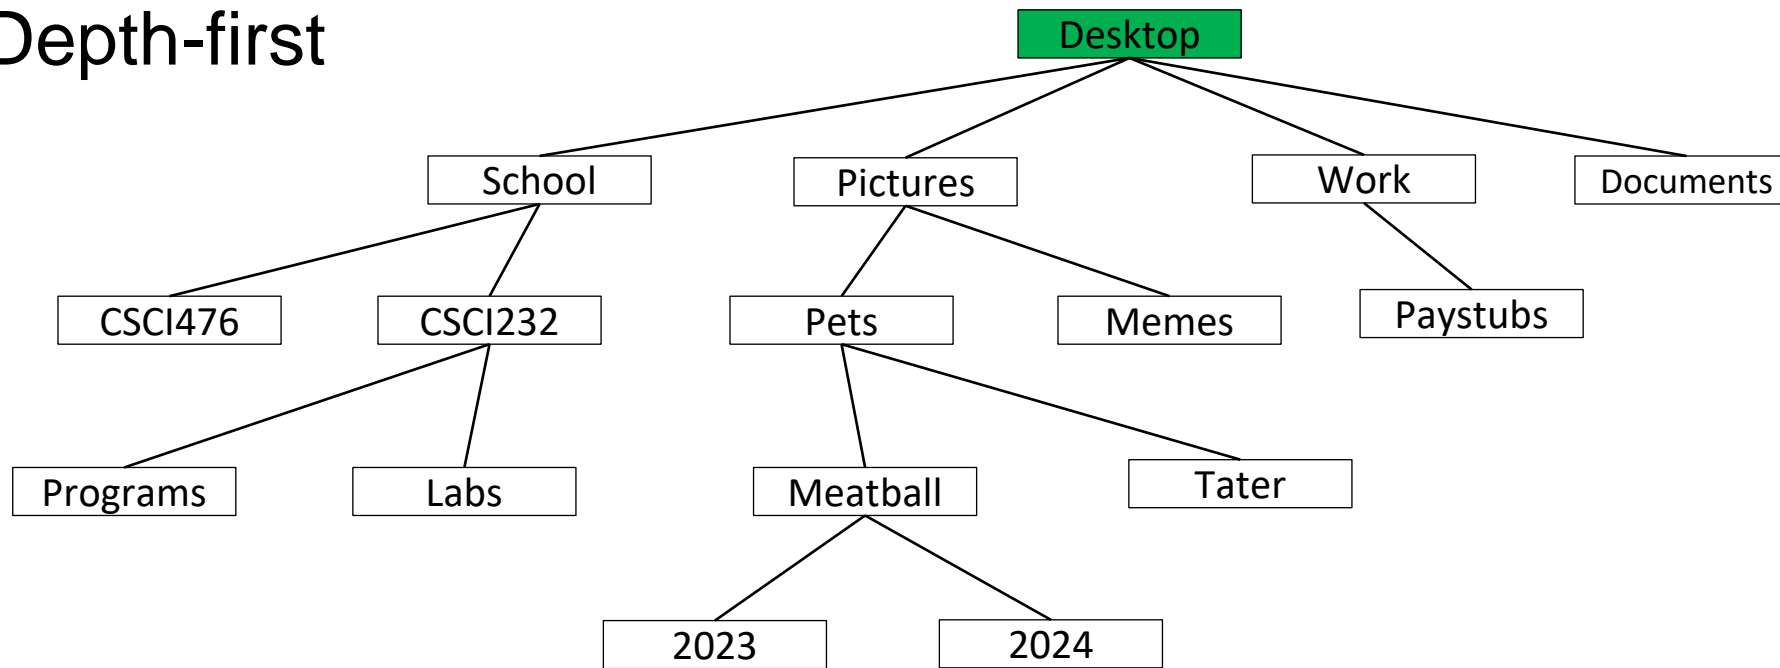 Depth-first
Desktop
School
Pictures
Work
Documents
CSCI476
CSCI232
Pets
Memes
Paystubs
Programs
Labs
Meatball
Tater
2023
2024